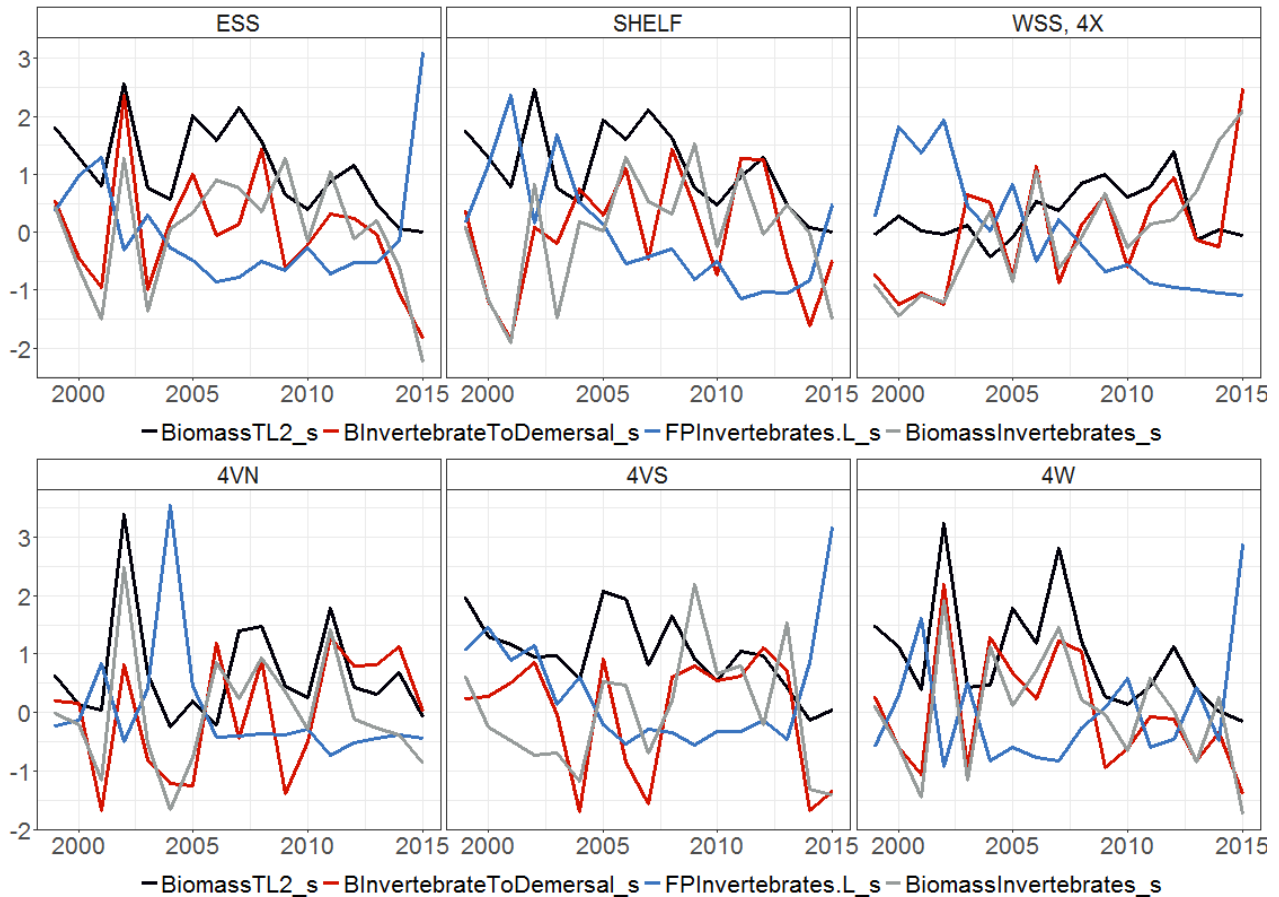 ESS SHELF WSS, 4X
3
2
1
0
-1
-2
2000 2005 2010 2015 2000 2005 2010 2015 2000 2005 2010 2015
BiomassTL2_s BInvertebrateToDemersal_s FPInvertebrates.L_s BiomassInvertebrates_s
4VN 4VS 4W
3
2
1
0
-1
-2
2000 2005 2010 2015 2000 2005 2010 2015 2000 2005 2010 2015
BiomassTL2_s BInvertebrateToDemersal_s FPInvertebrates.L_s BiomassInvertebrates_s